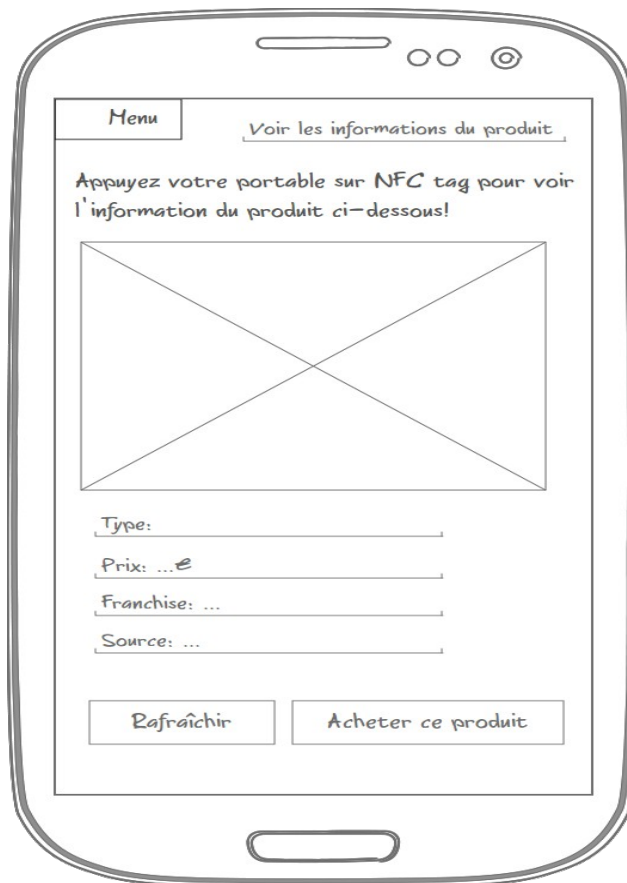 Menu
Voir les informations du produit
Appuyez votre portable sur NFC tag pour voir
l'information du produit ci-dessous!
Type:
Prix: ...€
Franchise: ...
Source: ...
Rafraîchir
Acheter ce produit